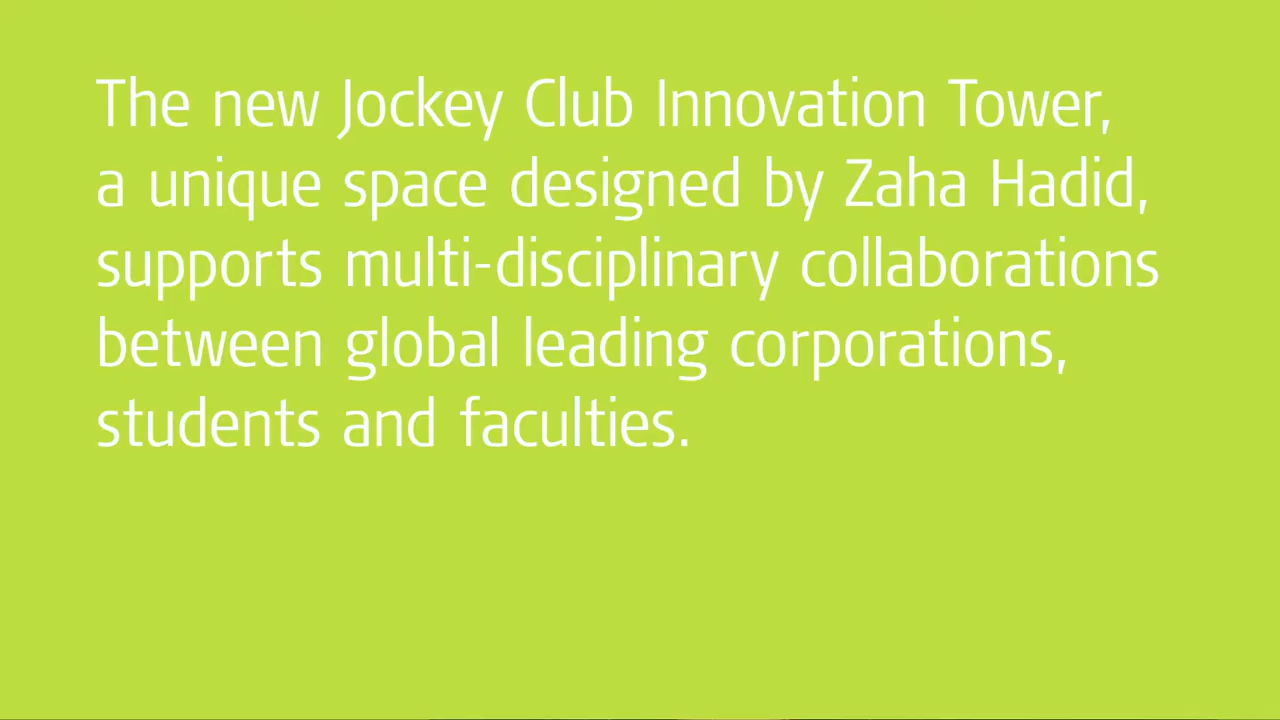 The new Jockey Club Innovation Tower,
a unique space designed by Zaha Hadid,
supports multi-disciplinary collaborations
between global leading corporations,
students and faculties.